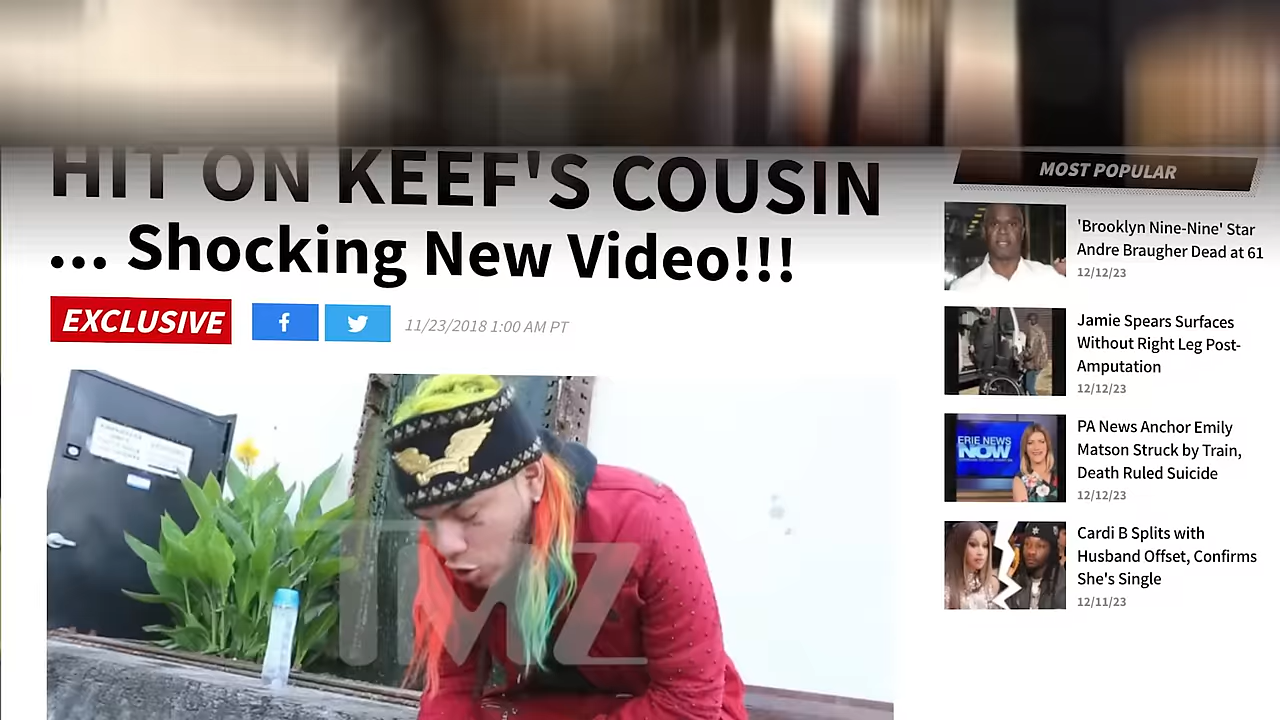 HIT ON KEEF'S COUSIN
... Shocking New Video!!!
EXCLUSIVE
11/23/2018 1:00 AM PT
TMZ
MOST POPULAR
'Brooklyn Nine-Nine' Star
Andre Braugher Dead at 61
12/12/23
Jamie Spears Surfaces
Without Right Leg Post-
Amputation
12/12/23
ERIE NEWS
NOW
PA News Anchor Emily
Matson Struck by Train,
Death Ruled Suicide
12/12/23
Cardi B Splits with
Husband Offset, Confirms
She's Single
12/11/23